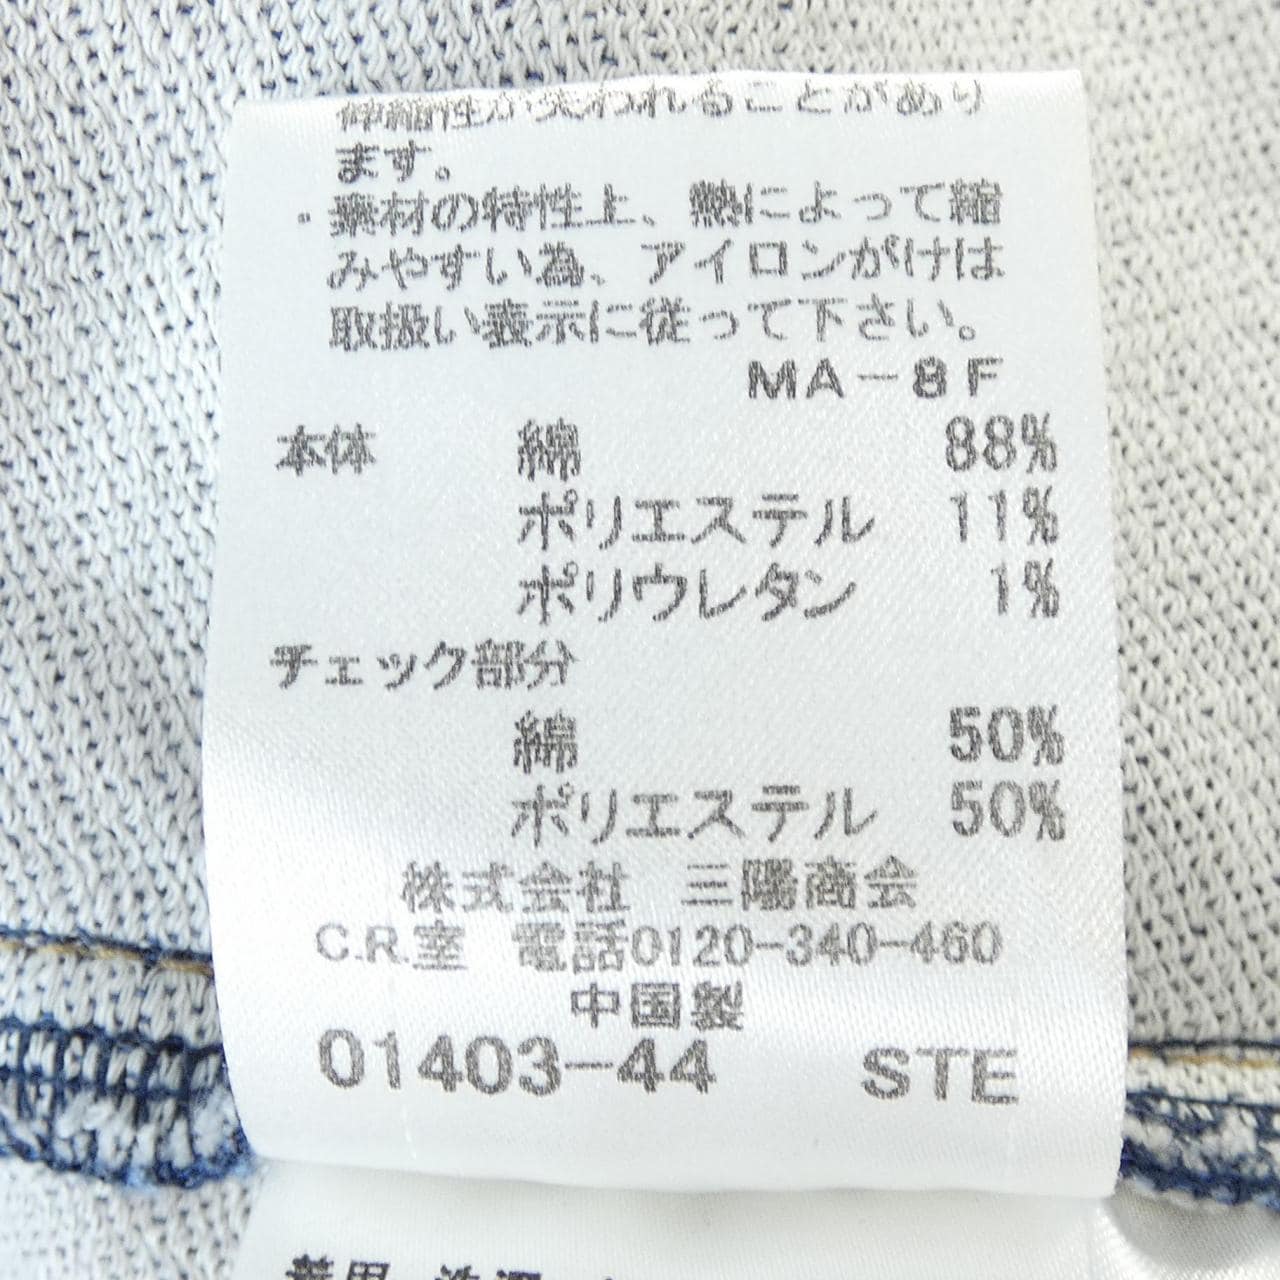 伸縮性が失われることがあり
ます。
・素材の特性上、熱によって縮
みやすい為、アイロンがけは
取扱い表示に従って下さい。
MA-8F
本体 綿 88%
ポリエステル 11%
ポリウレタン 1%
チェック部分
綿 50%
ポリエステル 50%
株式会社 三陽商会
C.R.室 電話0120-340-460
中国製
01403-44 STE